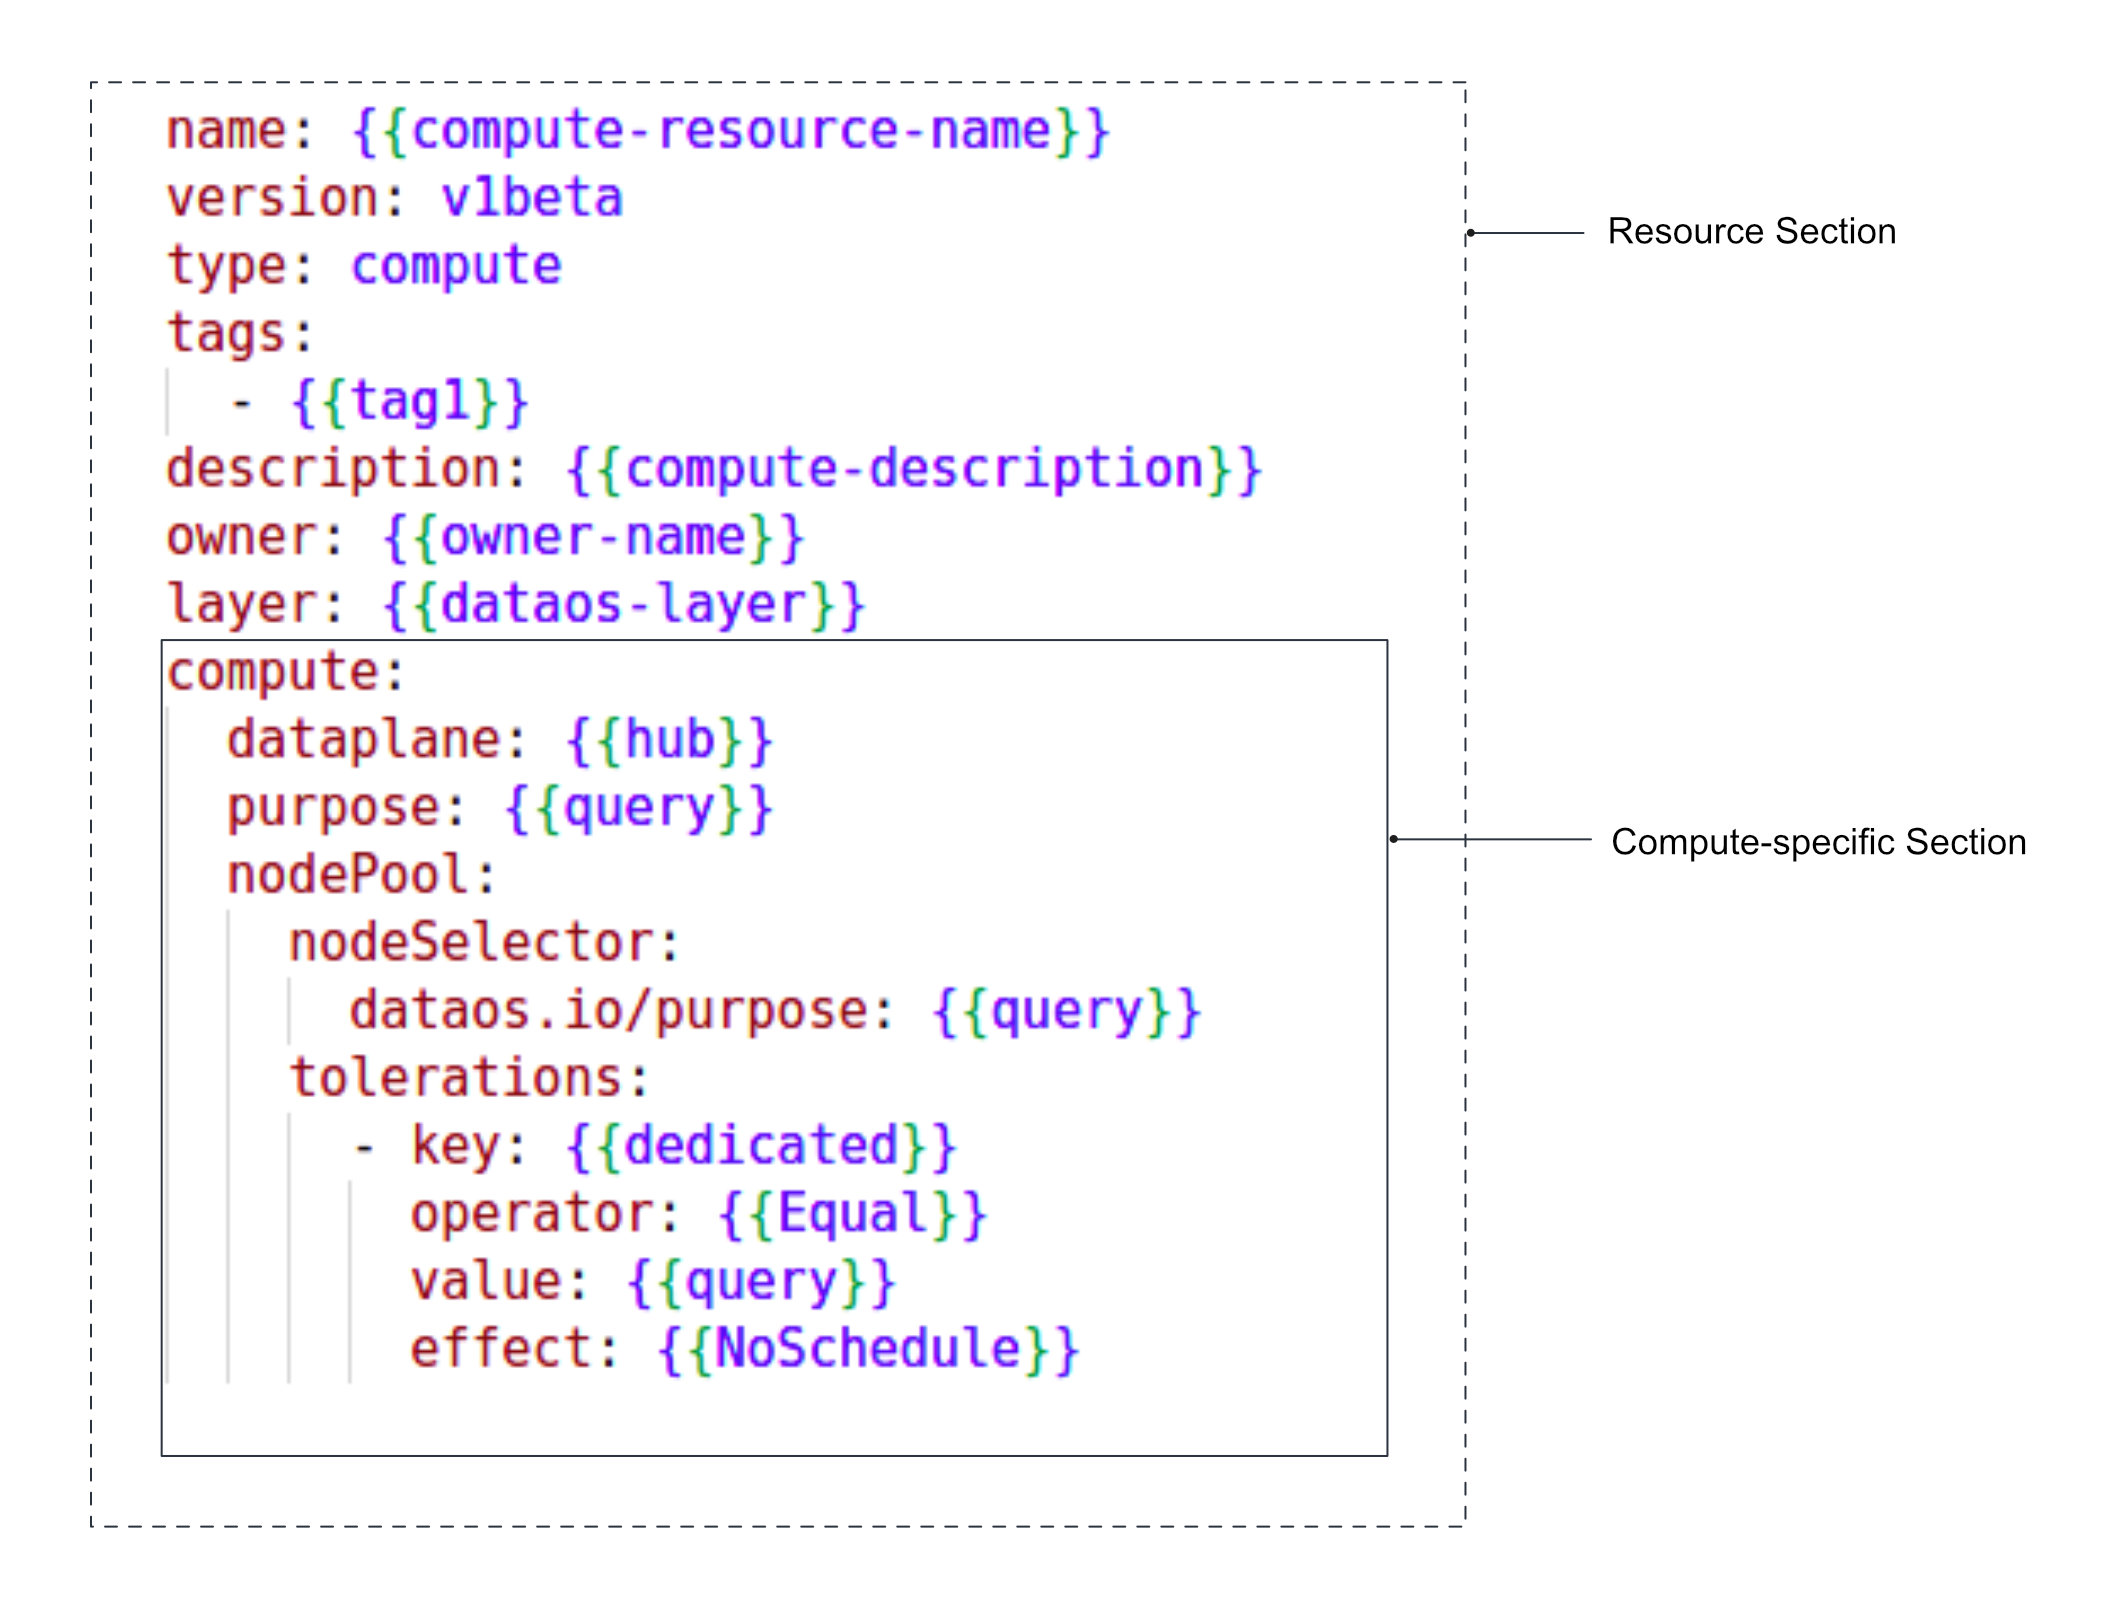 name: {{compute-resource-name}}
version: v1beta
type: compute
tags:
  - {{tag1}}
description: {{compute-description}}
owner: {{owner-name}}
layer: {{dataos-layer}}
compute:
  dataplane: {{hub}}
  purpose: {{query}}
  nodePool:
    nodeSelector:
      dataos.io/purpose: {{query}}
    tolerations:
      - key: {{dedicated}}
        operator: {{Equal}}
        value: {{query}}
        effect: {{NoSchedule}}
Resource Section
Compute-specific Section